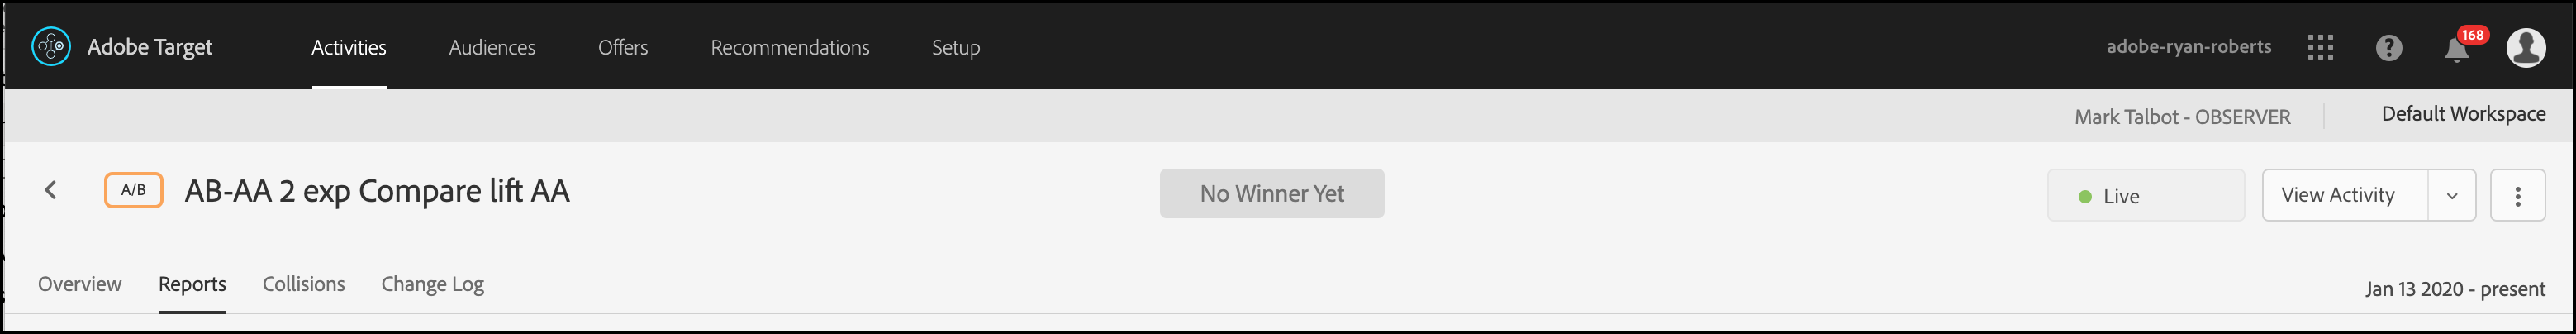 Adobe Target Activities Audiences Offers Recommendations Setup adobe-ryan-roberts ? 168
Mark Talbot - OBSERVER Default Workspace
A/B AB-AA 2 exp Compare lift AA No Winner Yet Live View Activity
Overview Reports Collisions Change Log Jan 13 2020 - present